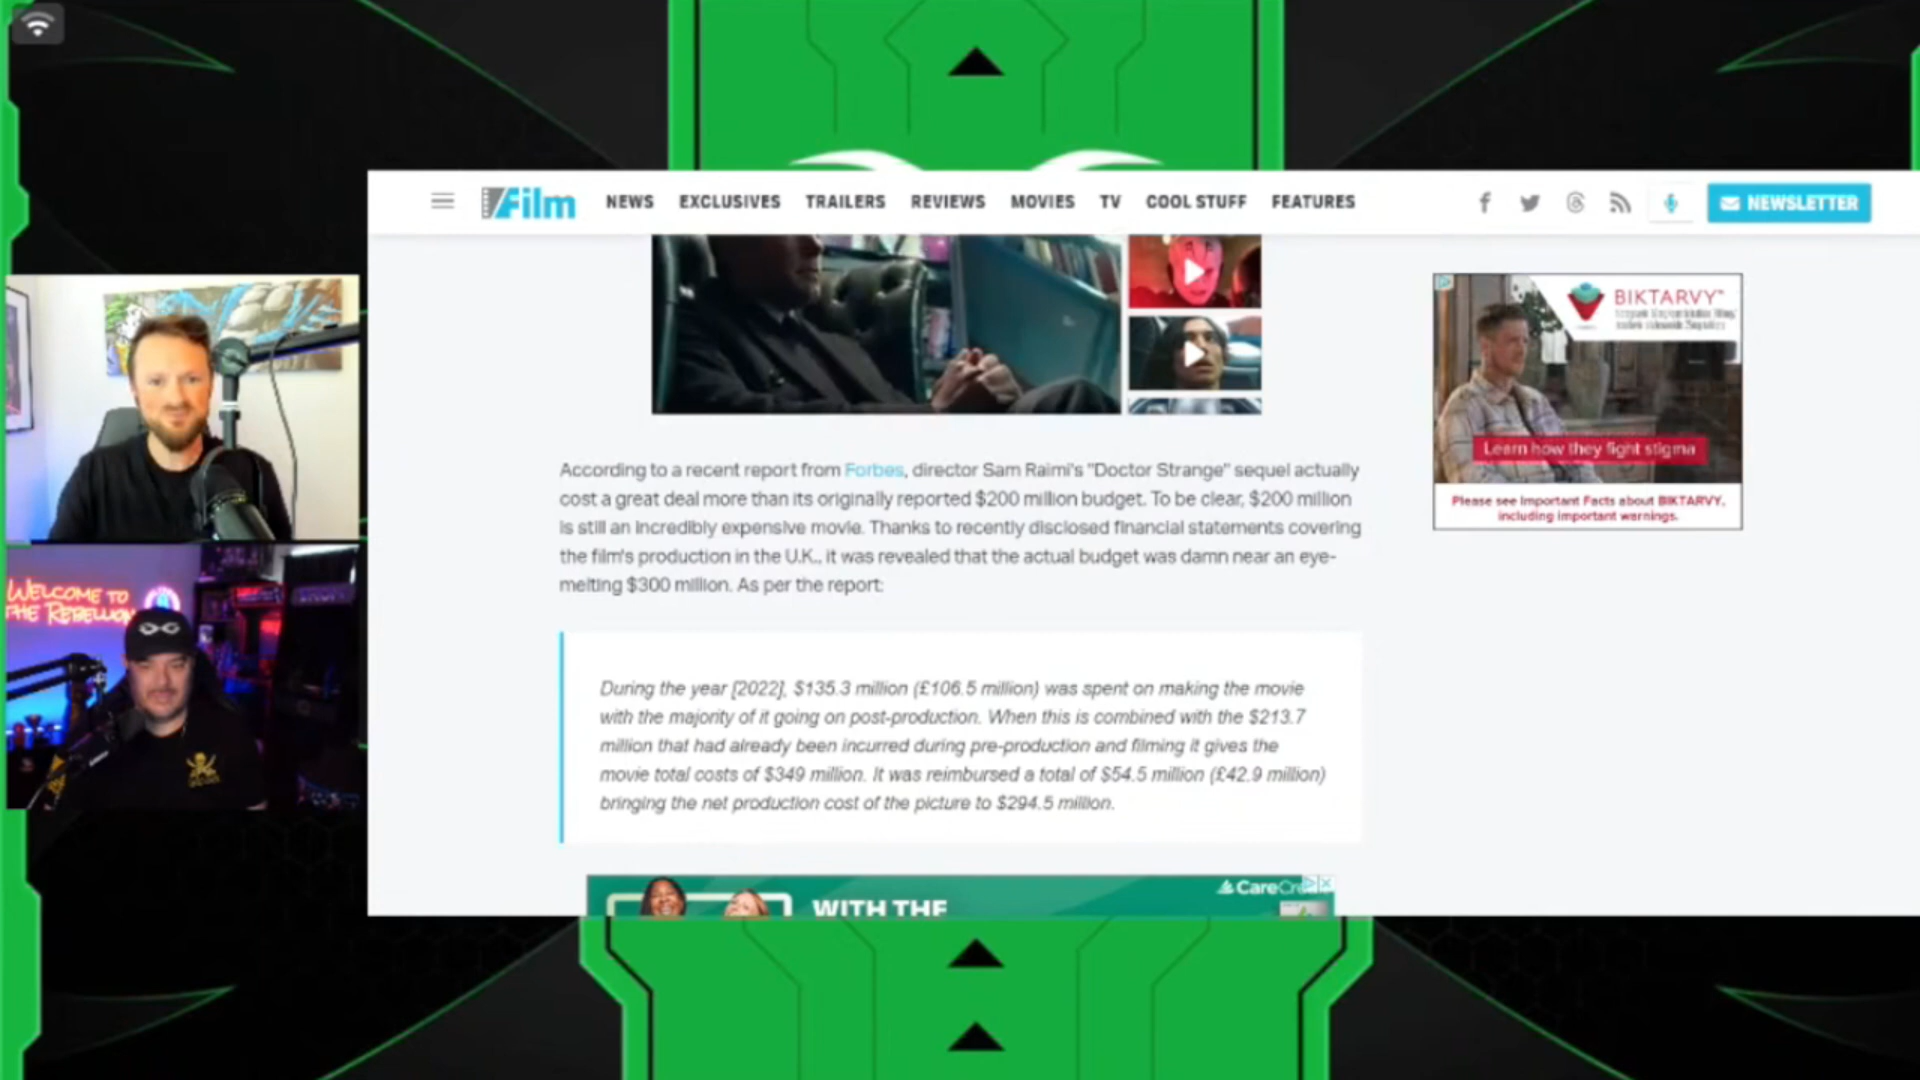 /Film NEWS EXCLUSIVES TRAILERS REVIEWS MOVIES TV COOL STUFF FEATURES NEWSLETTER
According to a recent report from Forbes, director Sam Raimi's "Doctor Strange" sequel actually
cost a great deal more than its originally reported $200 million budget. To be clear, $200 million
is still an incredibly expensive movie. Thanks to recently disclosed financial statements covering
the film's production in the U.K., it was revealed that the actual budget was damn near an eye-
melting $300 million. As per the report:
During the year [2022], $135.3 million (£106.5 million) was spent on making the movie
with the majority of it going on post-production. When this is combined with the $213.7
million that had already been incurred during pre-production and filming it gives the
movie total costs of $349 million. It was reimbursed a total of $54.5 million (£42.9 million)
bringing the net production cost of the picture to $294.5 million.
BIKTARVY
Learn how they fight stigma
Please see Important Facts about BIKTARVY,
including important warnings.
WELCOME TO
THE REBELLION
WITH THE